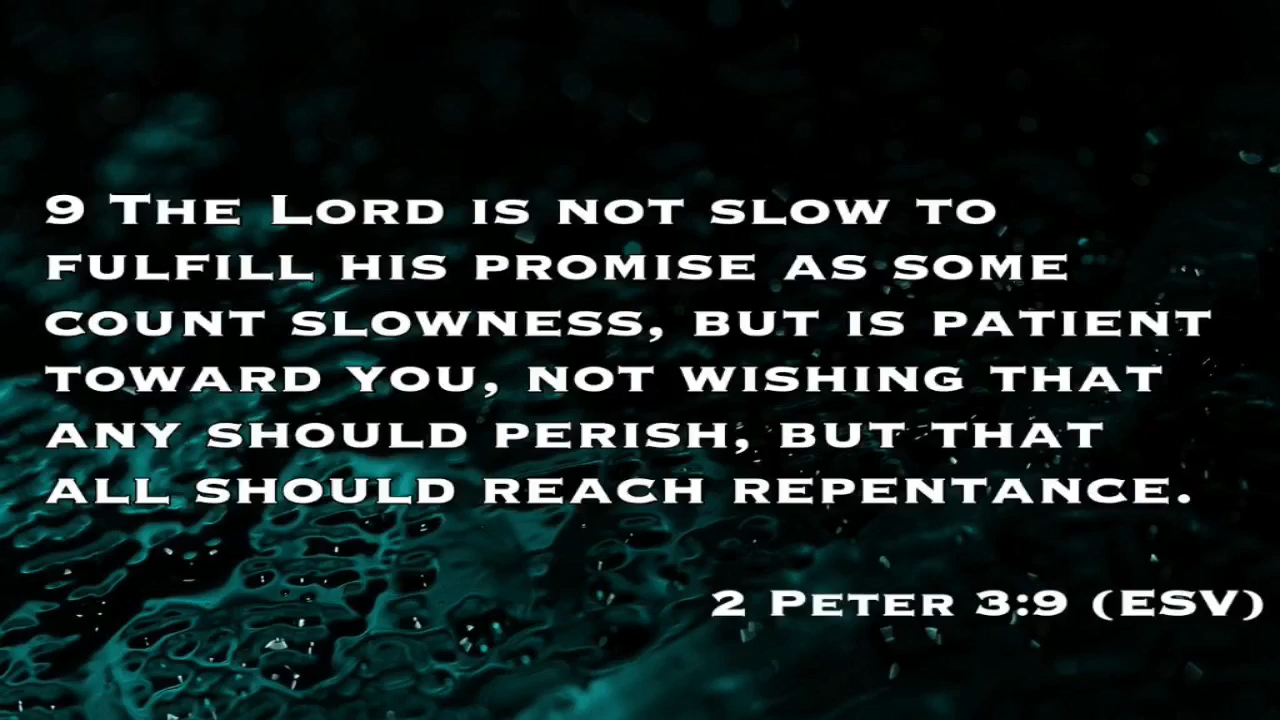 9 The Lord is not slow to
fulfill his promise as some
count slowness, but is patient
toward you, not wishing that
any should perish, but that
all should reach repentance.
2 Peter 3:9 (ESV)